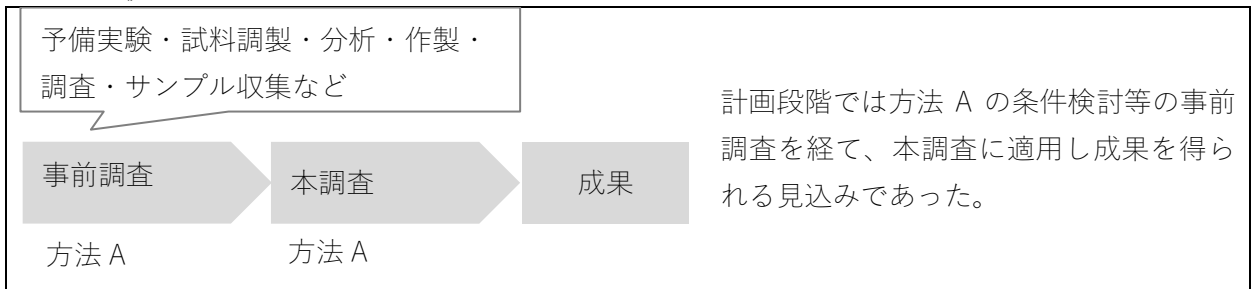 予備実験・試料調製・分析・作製・
調査・サンプル収集など
計画段階では方法 A の条件検討等の事前
調査を経て、本調査に適用し成果を得ら
れる見込みであった。
事前調査
本調査
成果
方法 A
方法 A